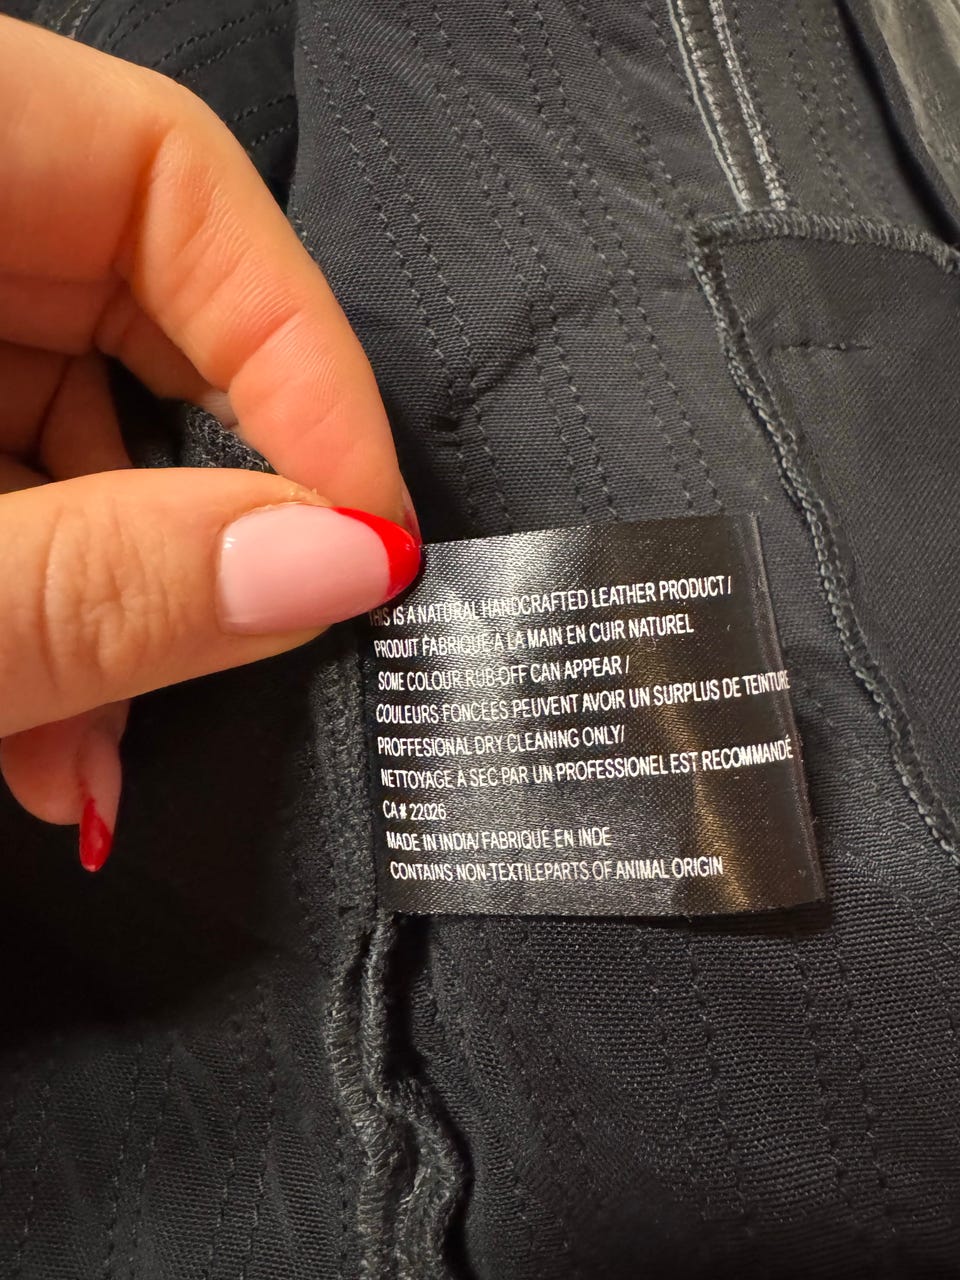 THIS IS A NATURAL HANDCRAFTED LEATHER PRODUCT /
PRODUIT FABRIQUE A LA MAIN EN CUIR NATUREL
SOME COLOUR RUB-OFF CAN APPEAR /
COULEURS FONCEES PEUVENT AVOIR UN SURPLUS DE TEINTURE
PROFFESIONAL DRY CLEANING ONLY/
NETTOYAGE A SEC PAR UN PROFESSIONEL EST RECOMMANDÉ
CA# 22026
MADE IN INDIA/ FABRIQUE EN INDE
CONTAINS NON-TEXTILEPARTS OF ANIMAL ORIGIN